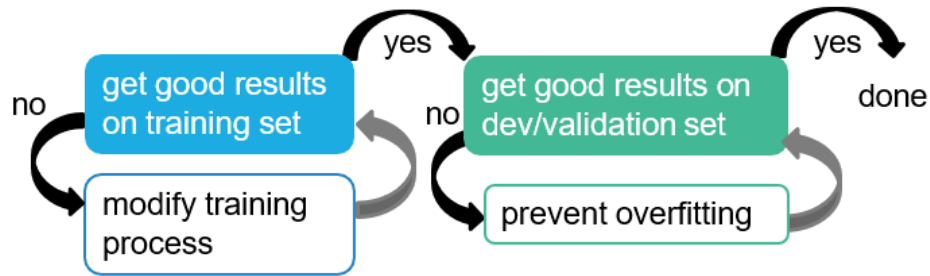 yes
yes
get good results
on training set
get good results on
dev/validation set
done
no
no
modify training
process
prevent overfitting